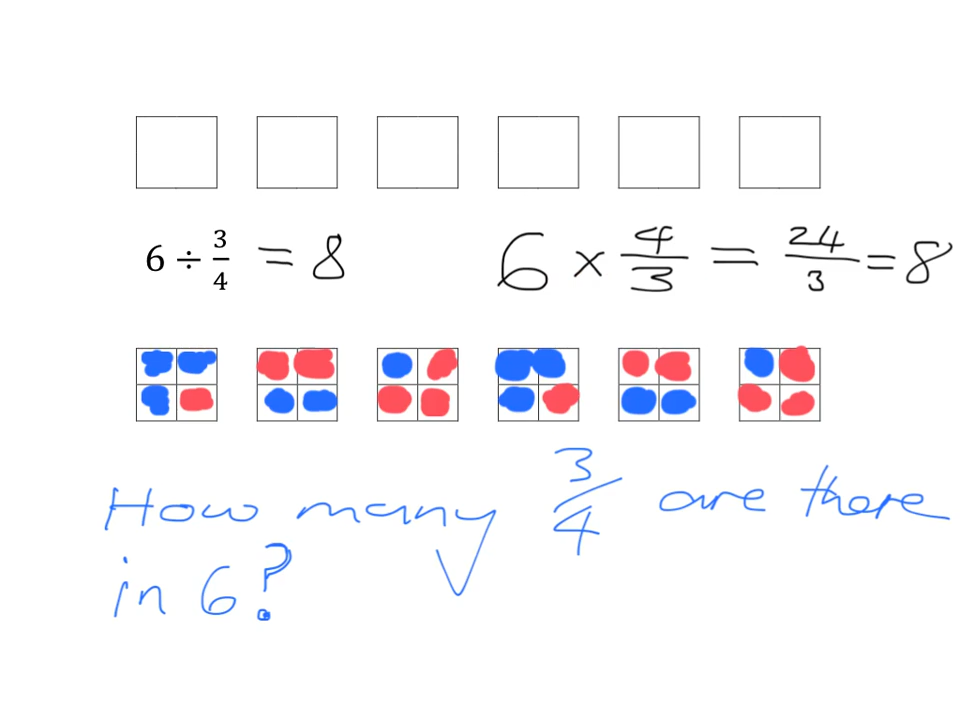 6 ÷ 3/4 = 8 6 × 4/3 = 24/3 = 8
How many 3/4 are there
in 6?